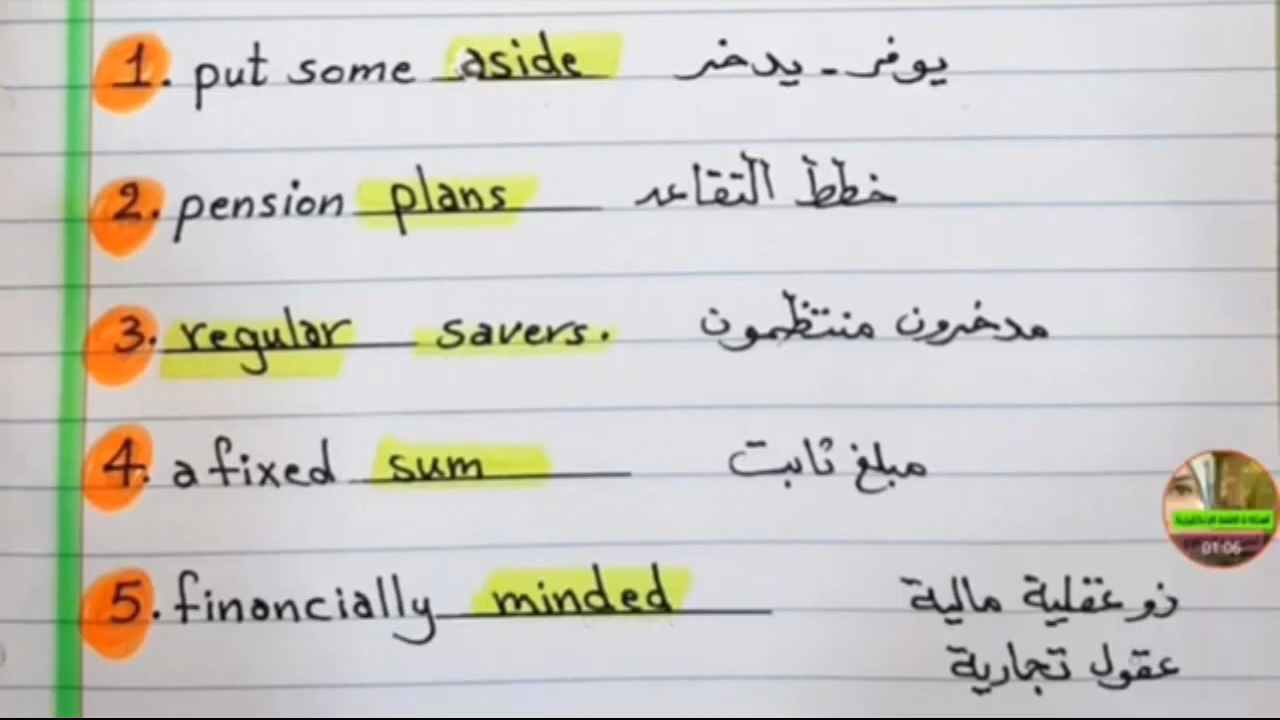 1. put some aside يوفر - يدخر
2. pension plans خطط التقاعد
3. regular savers. مدخرون منتظمون
4. a fixed sum مبلغ ثابت
5. financially minded ذو عقلية مالية
عقول تجارية
01:06